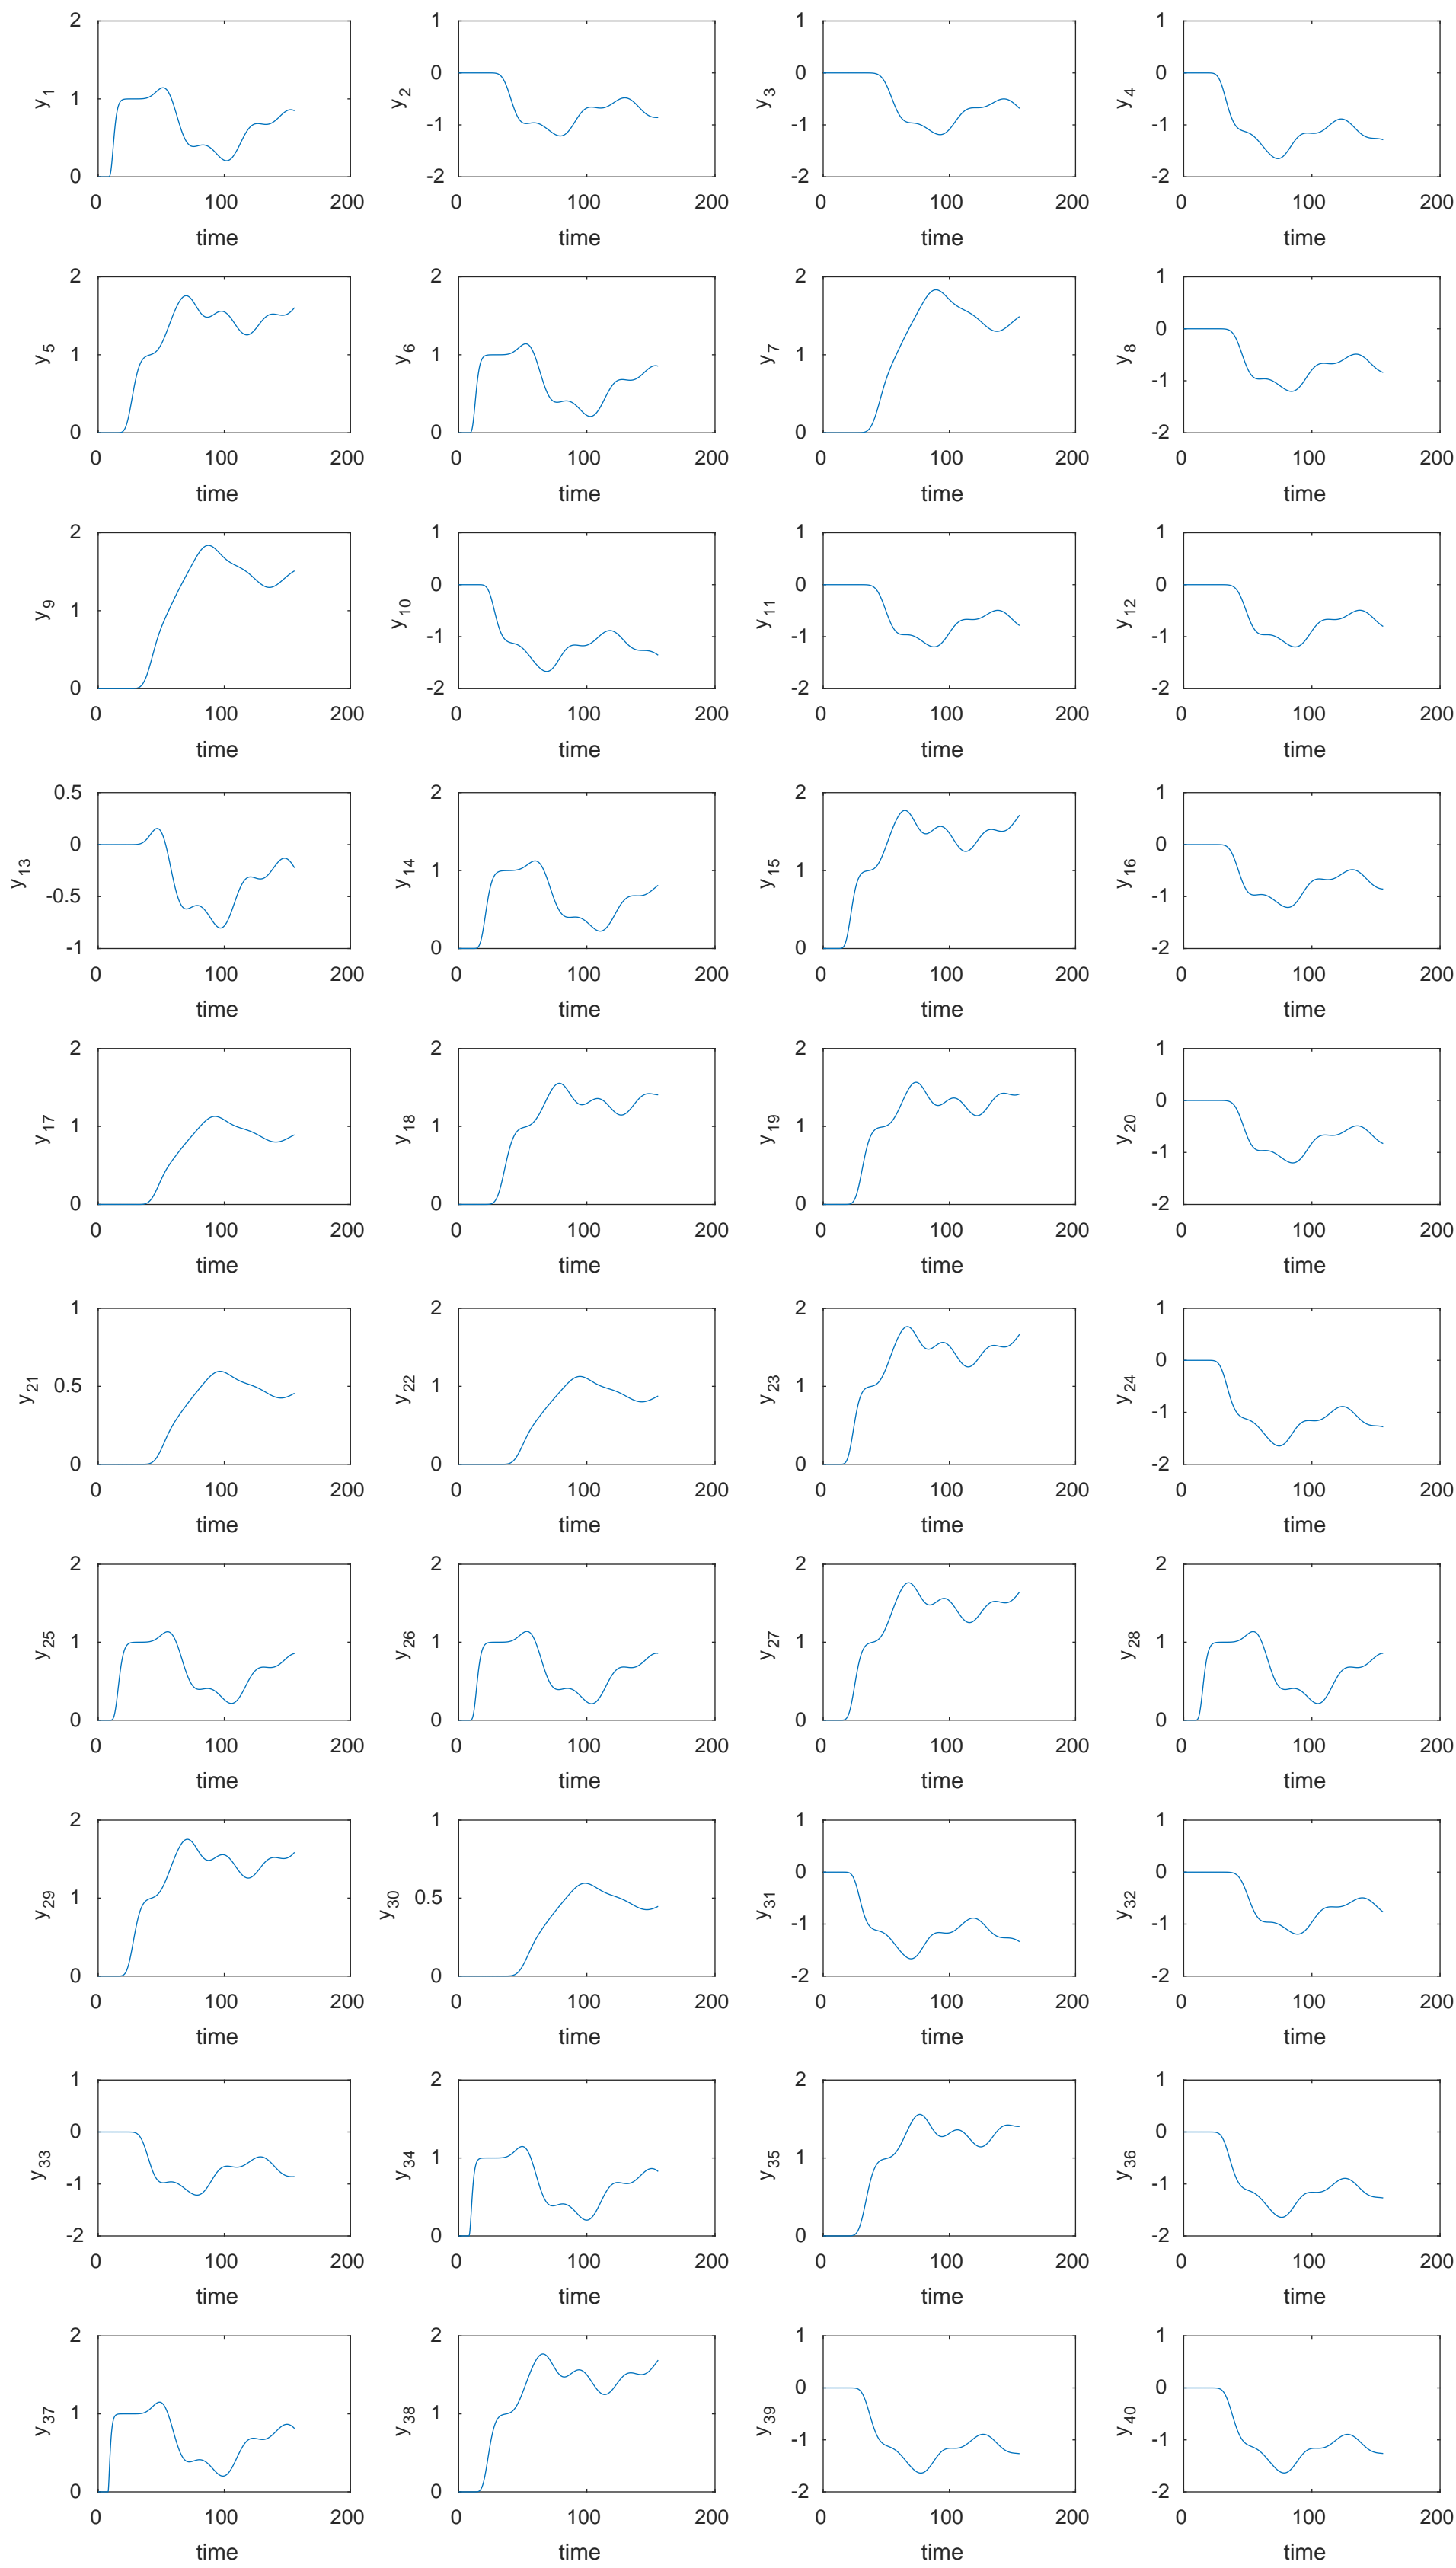 2 1 1 1
y1 1 y2 0 y3 0 y4 0
-1 -1 -1
0 -2 -2 -2
0 100 200 0 100 200 0 100 200 0 100 200
time time time time
2 2 2 1
y5 1 y6 1 y7 1 y8 0
-1
0 0 0 -2
0 100 200 0 100 200 0 100 200 0 100 200
time time time time
2 1 1 1
y9 1 y10 0 y11 0 y12 0
-1 -1 -1
0 -2 -2 -2
0 100 200 0 100 200 0 100 200 0 100 200
time time time time
0.5 2 2 1
y13 0 y14 1 y15 1 y16 0
-0.5 -1
-1 0 0 -2
0 100 200 0 100 200 0 100 200 0 100 200
time time time time
2 2 2 1
y17 1 y18 1 y19 1 y20 0
-1
0 0 0 -2
0 100 200 0 100 200 0 100 200 0 100 200
time time time time
1 2 2 1
y21 0.5 y22 1 y23 1 y24 0
-1
0 0 0 -2
0 100 200 0 100 200 0 100 200 0 100 200
time time time time
2 2 2 2
y25 1 y26 1 y27 1 y28 1
0 0 0 0
0 100 200 0 100 200 0 100 200 0 100 200
time time time time
2 1 1 1
y29 1 y30 0.5 y31 0 y32 0
-1 -1
0 0 -2 -2
0 100 200 0 100 200 0 100 200 0 100 200
time time time time
1 2 2 1
y33 0 y34 1 y35 1 y36 0
-1 -1
-2 0 0 -2
0 100 200 0 100 200 0 100 200 0 100 200
time time time time
2 2 1 1
y37 1 y38 1 y39 0 y40 0
-1 -1
0 0 -2 -2
0 100 200 0 100 200 0 100 200 0 100 200
time time time time